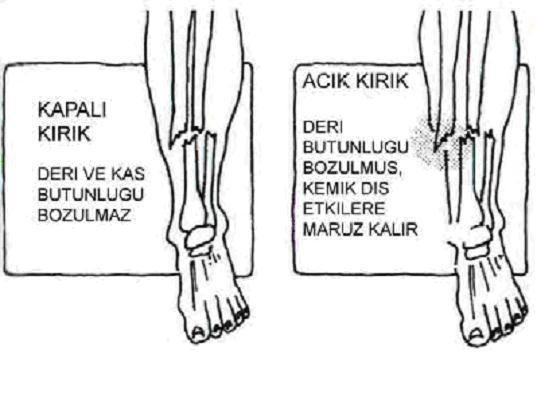 KAPALI
KIRIK
DERI VE KAS
BUTUNLUGU
BOZULMAZ
ACIK KIRIK
DERI
BUTUNLUGU
BOZULMUS,
KEMIK DIS
ETKILERE
MARUZ KALIR